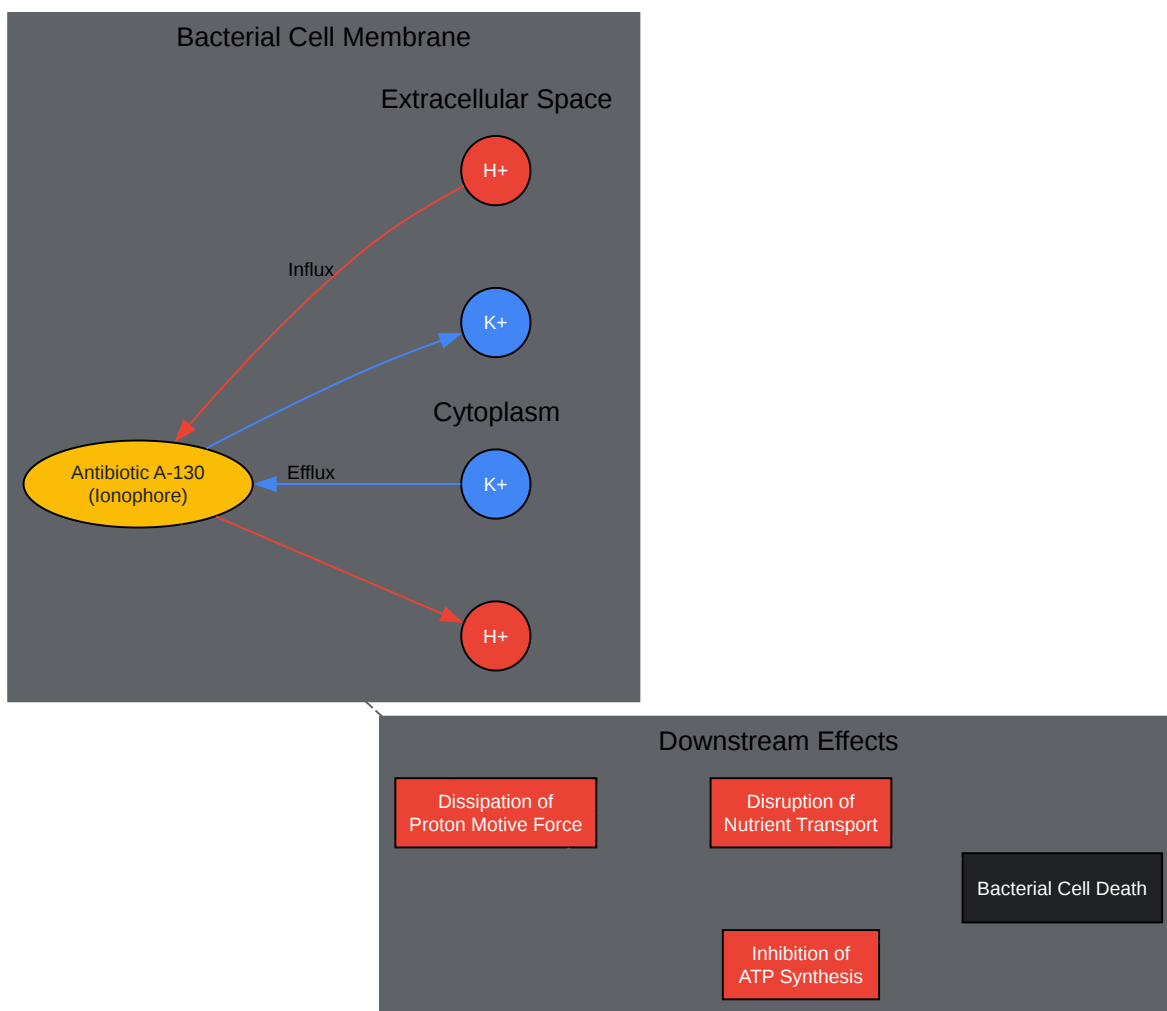 Bacterial Cell Membrane
Extracellular Space
H+
Influx
K+
Cytoplasm
Antibiotic A-130
(Ionophore)
Efflux
K+
H+
Downstream Effects
Dissipation of
Proton Motive Force
Disruption of
Nutrient Transport
Bacterial Cell Death
Inhibition of
ATP Synthesis